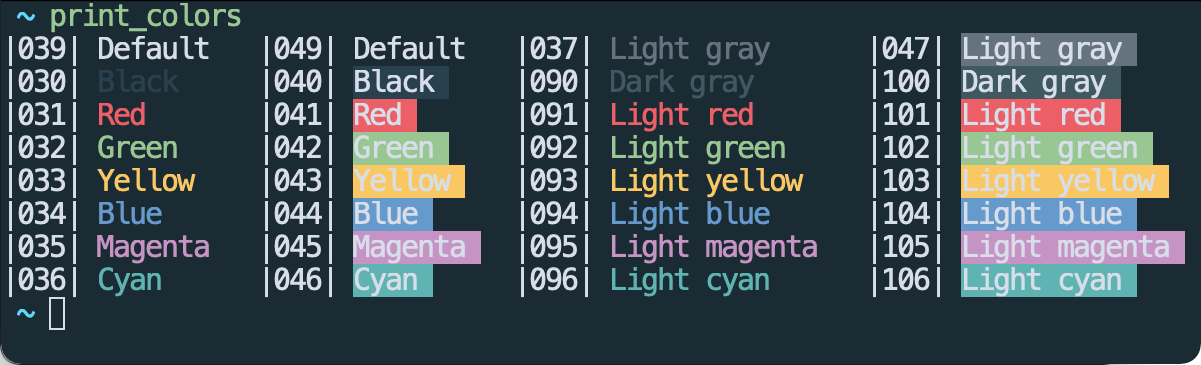 ~ print_colors
|039| Default |049| Default |037| Light gray |047| Light gray
|030| Black |040| Black |090| Dark gray |100| Dark gray
|031| Red |041| Red |091| Light red |101| Light red
|032| Green |042| Green |092| Light green |102| Light green
|033| Yellow |043| Yellow |093| Light yellow |103| Light yellow
|034| Blue |044| Blue |094| Light blue |104| Light blue
|035| Magenta |045| Magenta |095| Light magenta |105| Light magenta
|036| Cyan |046| Cyan |096| Light cyan |106| Light cyan
~